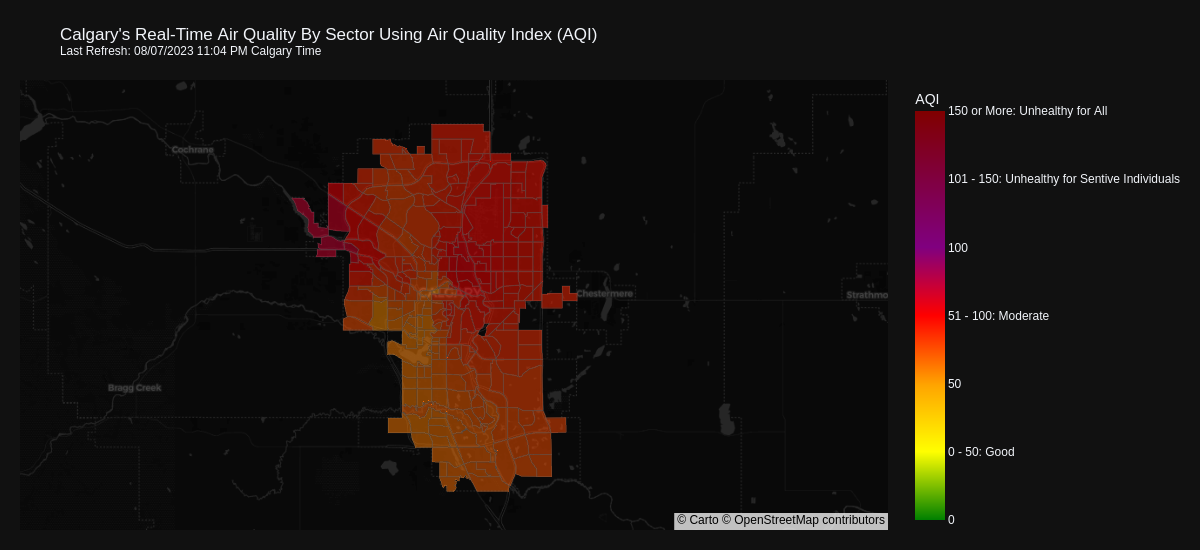 Calgary's Real-Time Air Quality By Sector Using Air Quality Index (AQI)
Last Refresh: 08/07/2023 11:04 PM Calgary Time
AQI
150 or More: Unhealthy for All
Cochrane
101 - 150: Unhealthy for Sentive Individuals
100
CALGARY
Chestermere
Strathmo
51 - 100: Moderate
Bragg Creek
50
0 - 50: Good
0
© Carto © OpenStreetMap contributors